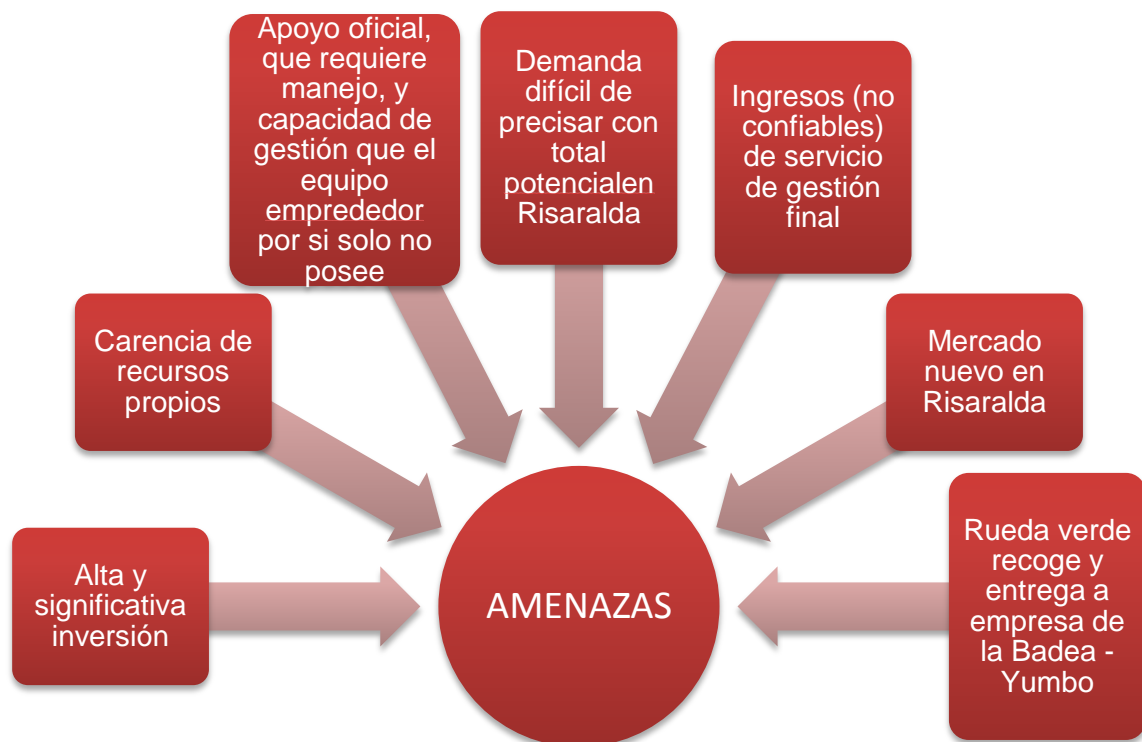 Apoyo oficial,
que requiere
manejo, y
capacidad de
gestión que el
equipo
empredédor
por si solo no
posee
Demanda
difícil de
precisar con
total
potencialen
Risaralda
Ingresos (no
confiables)
de servicio
de gestión
final
Carencia de
recursos
propios
Mercado
nuevo en
Risaralda
Alta y
significativa
inversión
AMENAZAS
Rueda verde
recoge y
entrega a
empresa de
la Badea -
Yumbo